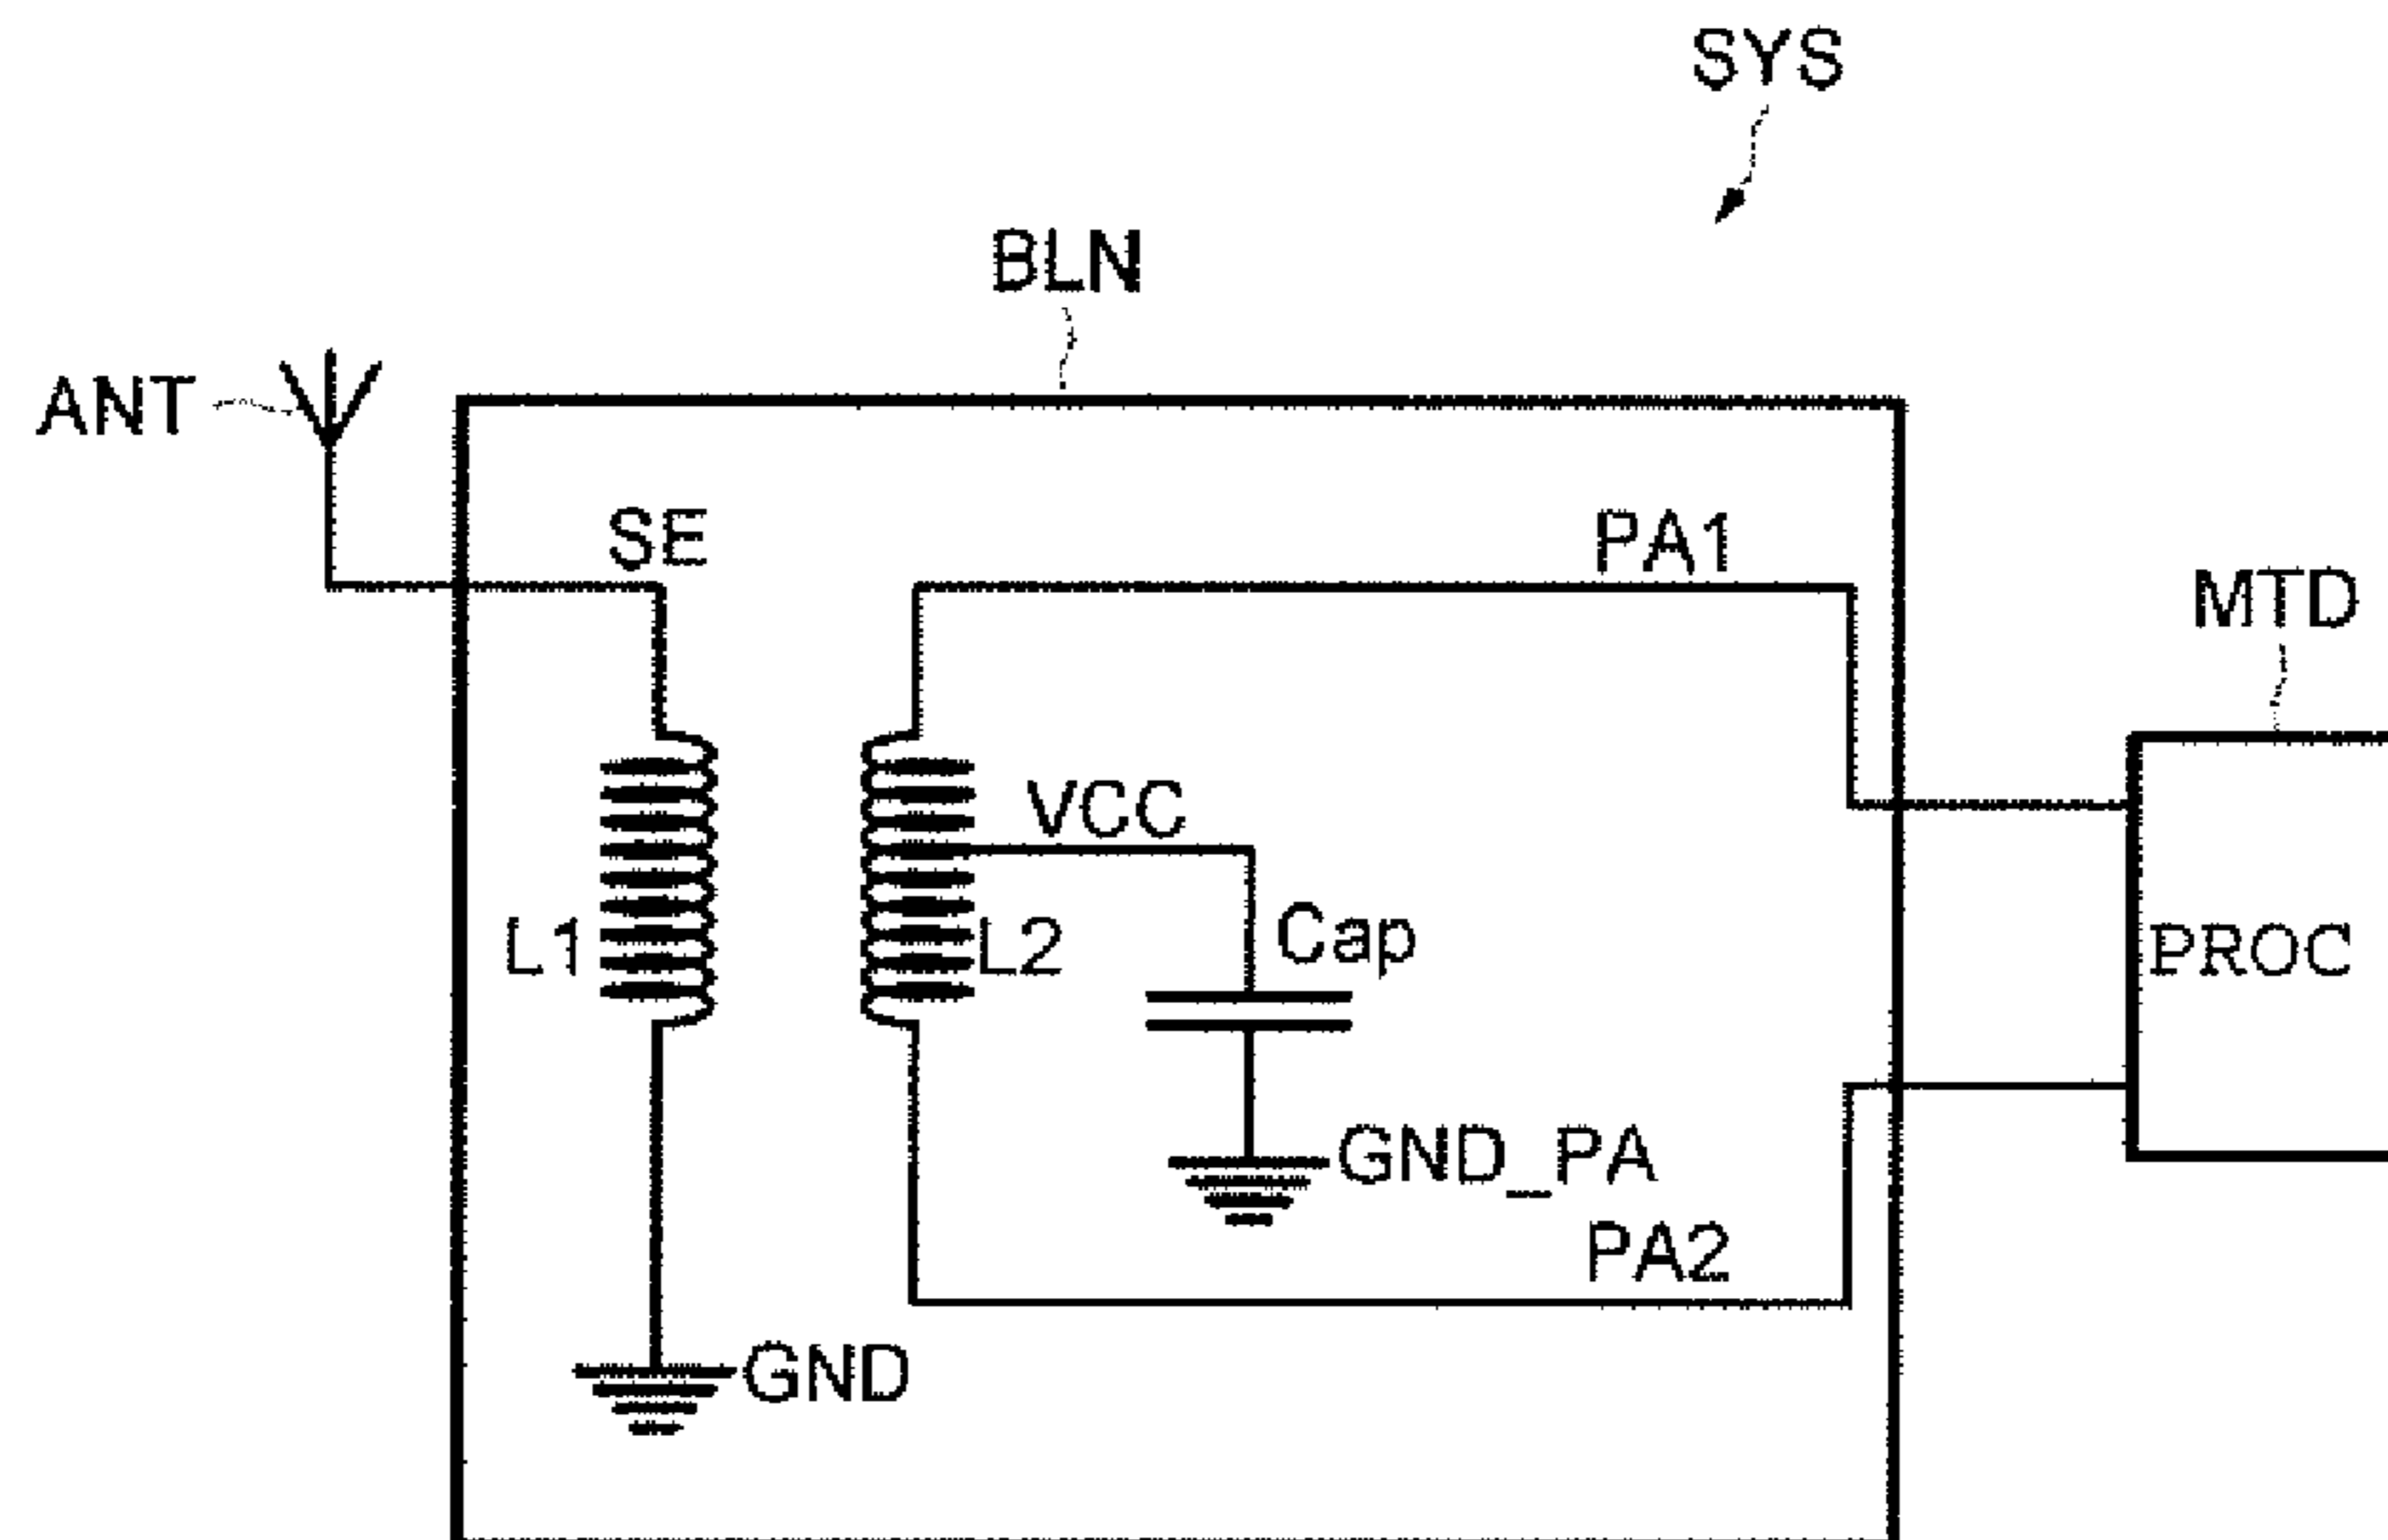 SYS
BLN
ANT
SE
PA1
MTD
VCC
L1
L2
Cap
PROC
GND_PA
PA2
GND